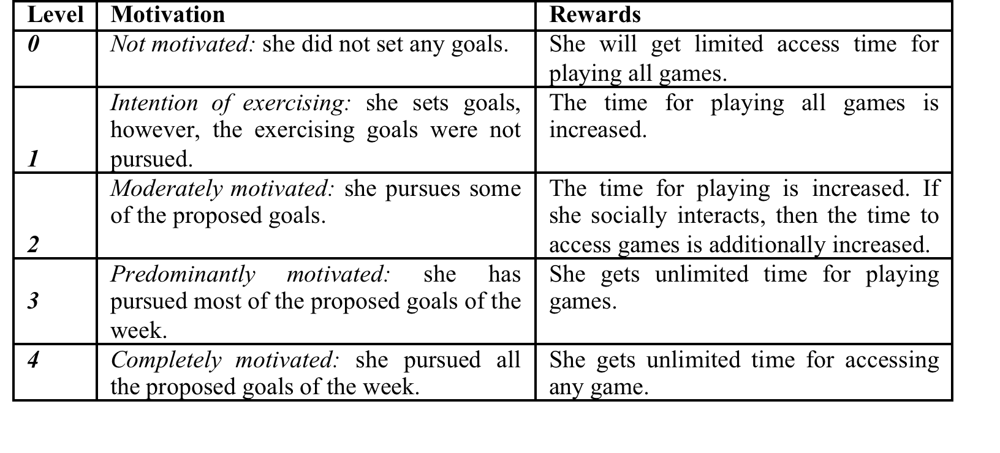 Level Motivation Rewards
0 Not motivated: she did not set any goals. She will get limited access time for
playing all games.
Intention of exercising: she sets goals, The time for playing all games is
however, the exercising goals were not increased.
1 pursued.
Moderately motivated: she pursues some The time for playing is increased. If
of the proposed goals. she socially interacts, then the time to
2 access games is additionally increased.
Predominantly motivated: she has She gets unlimited time for playing
3 pursued most of the proposed goals of the games.
week.
4 Completely motivated: she pursued all She gets unlimited time for accessing
the proposed goals of the week. any game.